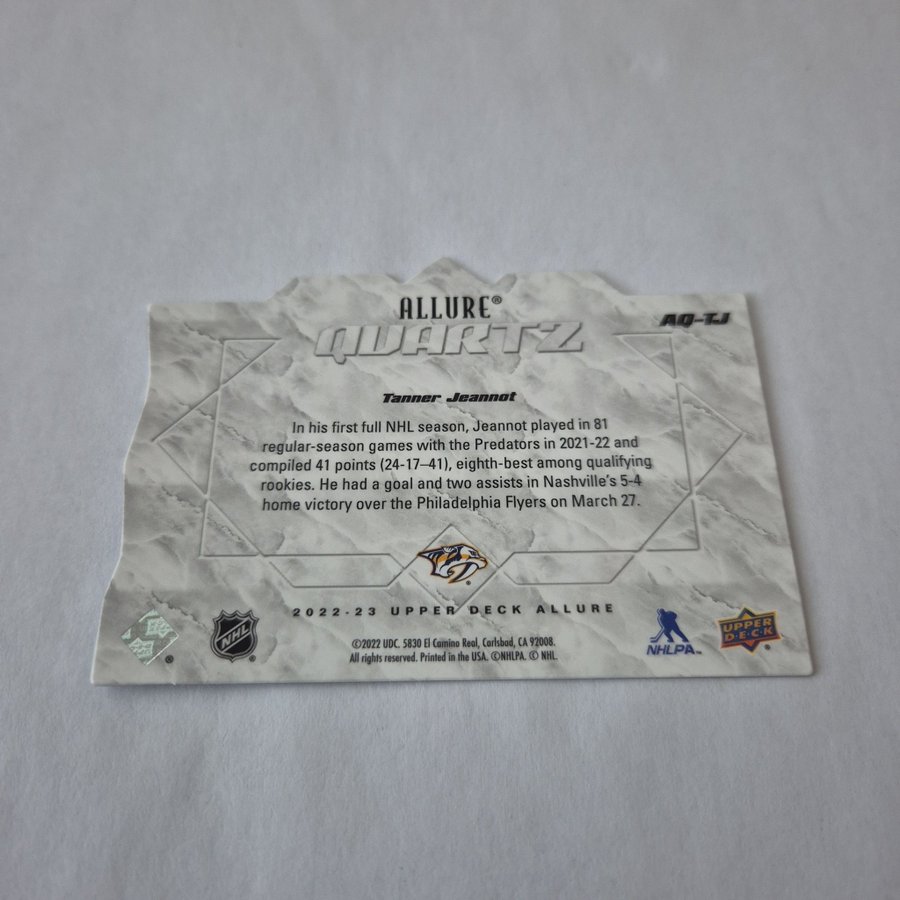 ALLURE®
QUARTZ
AQ-TJ
Tanner Jeannot
In his first full NHL season, Jeannot played in 81
regular-season games with the Predators in 2021-22 and
compiled 41 points (24-17–41), eighth-best among qualifying
rookies. He had a goal and two assists in Nashville's 5-4
home victory over the Philadelphia Flyers on March 27.
®
2022-23 UPPER DECK ALLURE
©2022 UDC. 5830 El Camino Real, Carlsbad, CA 92008.
All rights reserved. Printed in the USA. ©NHLPA. © NHL.
®
NHL
®
NHLPA™
UPPER
DECK
®